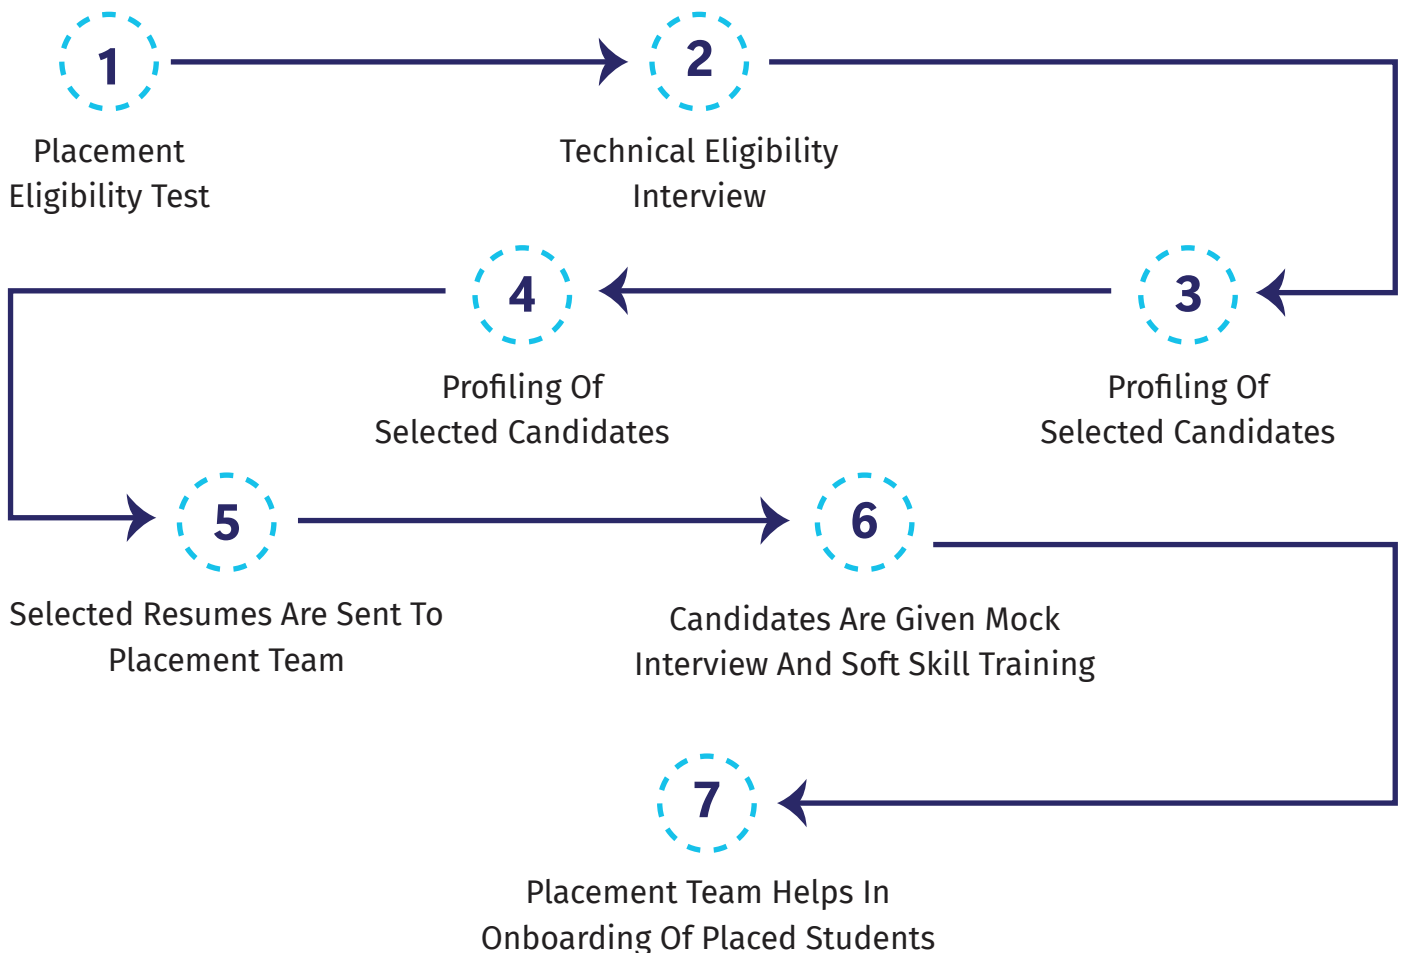 1
Placement
Eligibility Test
2
Technical Eligibility
Interview
3
Profiling Of
Selected Candidates
4
Profiling Of
Selected Candidates
5
Selected Resumes Are Sent To
Placement Team
6
Candidates Are Given Mock
Interview And Soft Skill Training
7
Placement Team Helps In
Onboarding Of Placed Students